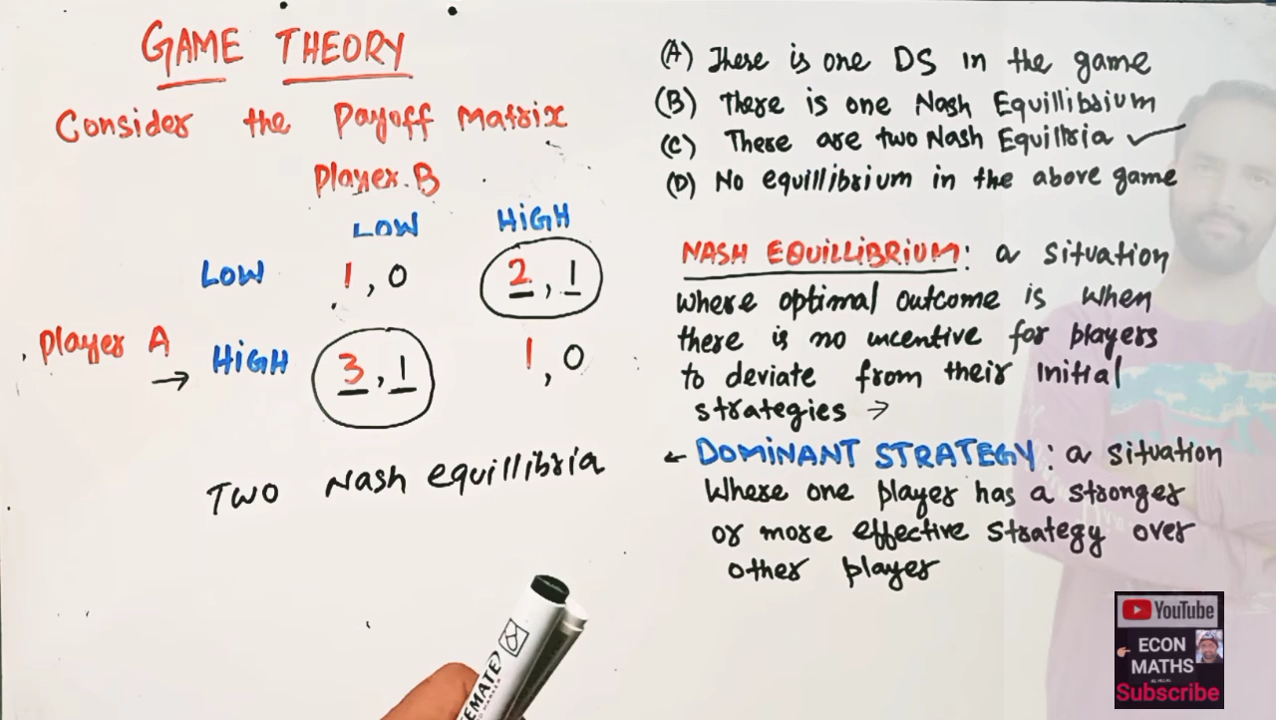 GAME THEORY
Consider the Payoff Matrix
Player.B
LOW HIGH
LOW 1, 0 2, 1
Player A → HIGH 3, 1 1, 0
TWO Nash equillibria
(A) There is one DS in the game
(B) There is one Nash Equillibrium
(C) There are two Nash Equiltria ✓
(D) No equillibrium in the above game
NASH EQUILLIBRIUM: a situation
where optimal outcome is when
there is no incentive for players
to deviate from their initial
strategies →
← DOMINANT STRATEGY: a situation
Where one player has a stronger
or more effective strategy over
other player
YouTube
ECON
MATHS
Subscribe